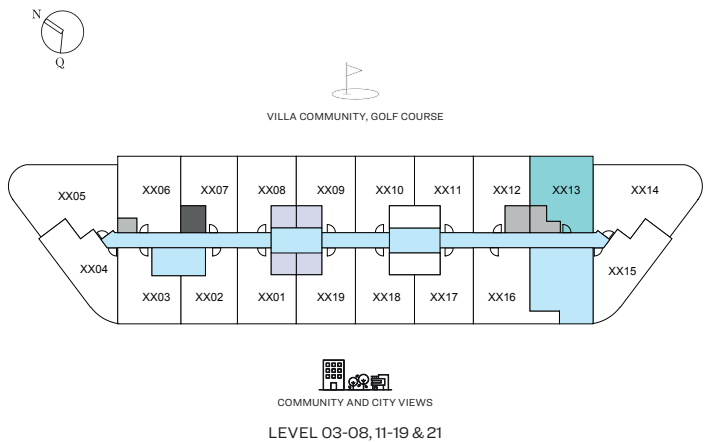 N
Q
VILLA COMMUNITY, GOLF COURSE
XX05
XX06
XX07
XX08
XX09
XX10
XX11
XX12
XX13
XX14
XX04
XX03
XX02
XX01
XX19
XX18
XX17
XX16
XX15
COMMUNITY AND CITY VIEWS
LEVEL 03-08, 11-19 & 21